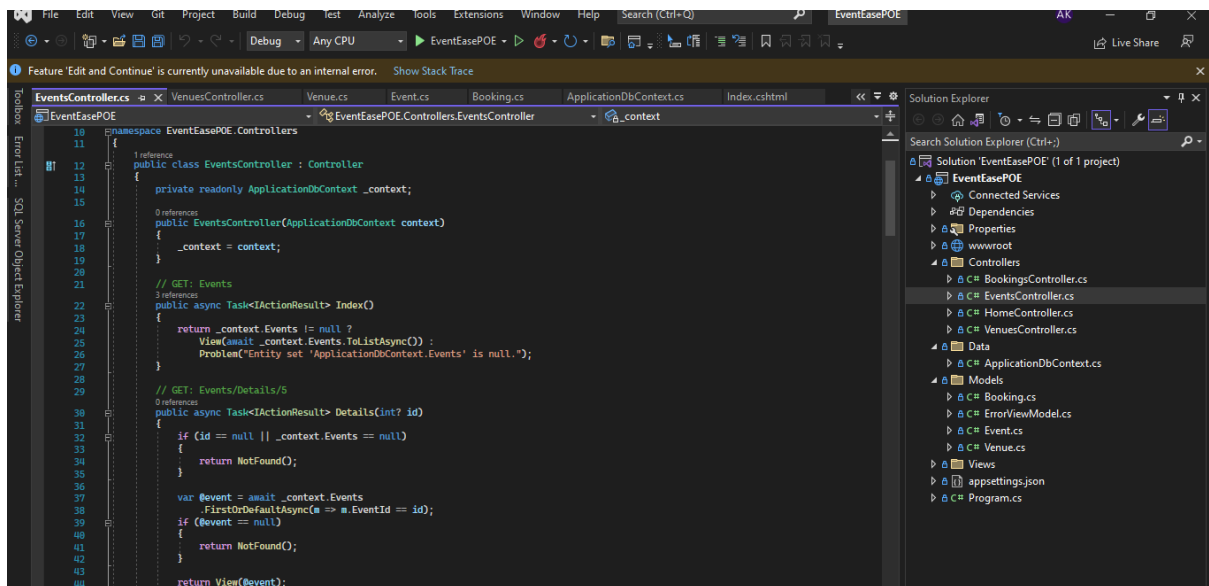 File Edit View Git Project Build Debug Test Analyze Tools Extensions Window Help Search (Ctrl+Q) EventEasePOE AK
Debug Any CPU EventEasePOE Live Share
Feature 'Edit and Continue' is currently unavailable due to an internal error. Show Stack Trace
Toolbox
Error List ...
SQL Server Object Explorer
EventsController.cs VenuesController.cs Venue.cs Event.cs Booking.cs ApplicationDbContext.cs Index.cshtml
EventEasePOE EventEasePOE.Controllers.EventsController _context
10 namespace EventEasePOE.Controllers
11 {
1 reference
12 public class EventsController : Controller
13 {
14 private readonly ApplicationDbContext _context;
15
0 references
16 public EventsController(ApplicationDbContext context)
17 {
18 _context = context;
19 }
20
21 // GET: Events
3 references
22 public async Task<IActionResult> Index()
23 {
24 return _context.Events != null ?
25 View(await _context.Events.ToListAsync()) :
26 Problem("Entity set 'ApplicationDbContext.Events' is null.");
27 }
28
29 // GET: Events/Details/5
0 references
30 public async Task<IActionResult> Details(int? id)
31 {
32 if (id == null || _context.Events == null)
33 {
34 return NotFound();
35 }
36
37 var @event = await _context.Events
38 .FirstOrDefaultAsync(m => m.EventId == id);
39 if (@event == null)
40 {
41 return NotFound();
42 }
43
44 return View(@event);
Solution Explorer
Search Solution Explorer (Ctrl+;)
Solution 'EventEasePOE' (1 of 1 project)
EventEasePOE
Connected Services
Dependencies
Properties
wwwroot
Controllers
C# BookingsController.cs
C# EventsController.cs
C# HomeController.cs
C# VenuesController.cs
Data
C# ApplicationDbContext.cs
Models
C# Booking.cs
C# ErrorViewModel.cs
C# Event.cs
C# Venue.cs
Views
appsettings.json
C# Program.cs